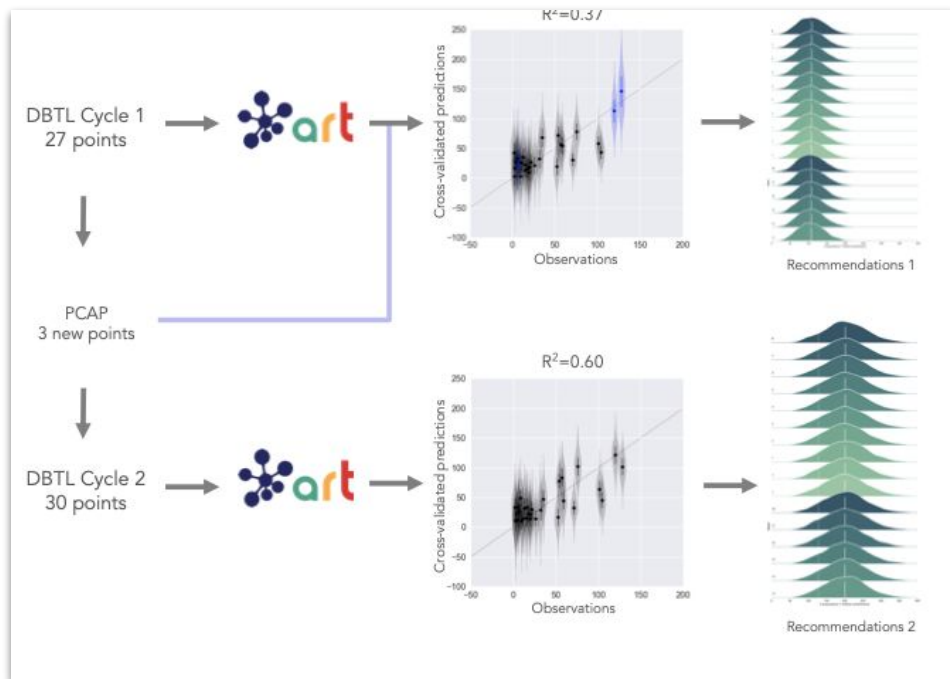 R²=0.37
DBTL Cycle 1
27 points
art
Cross-validated predictions
250
200
150
100
50
0
−50
−100
−50
0
50
100
150
200
Observations
Recommendations 1
PCAP
3 new points
R²=0.60
DBTL Cycle 2
30 points
art
Cross-validated predictions
250
200
150
100
50
0
−50
−100
−50
0
50
100
150
200
Observations
Recommendations 2